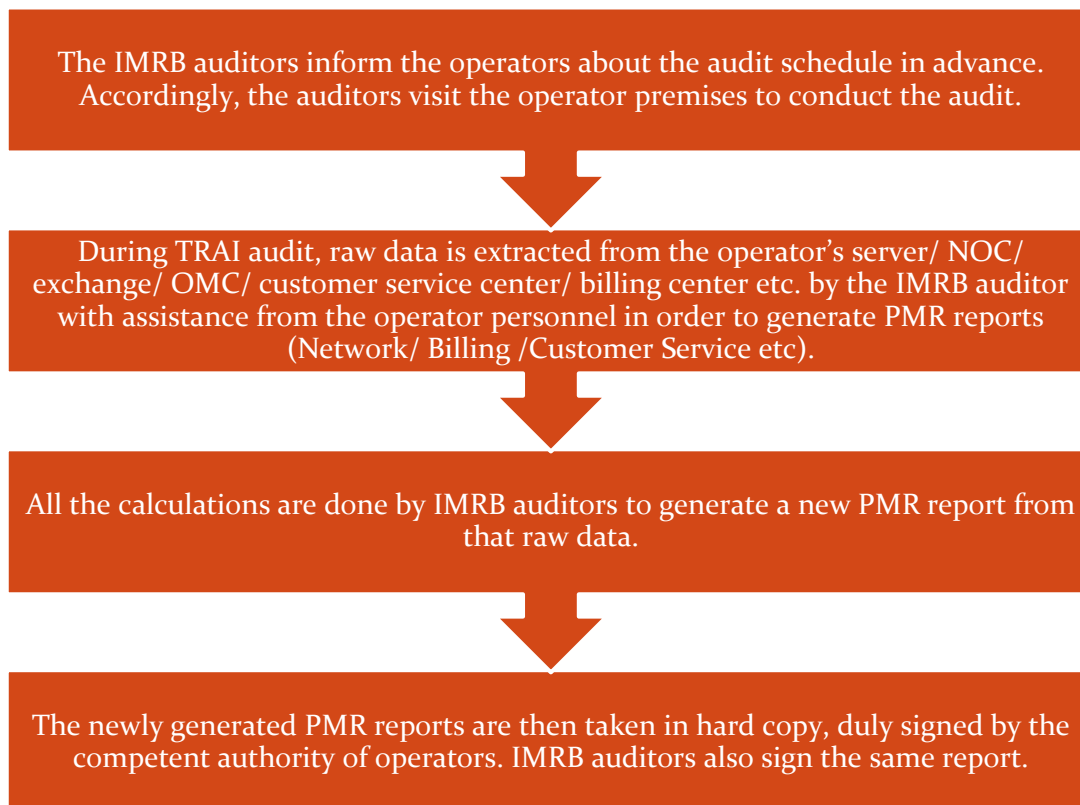 The IMRB auditors inform the operators about the audit schedule in advance.
Accordingly, the auditors visit the operator premises to conduct the audit.
During TRAI audit, raw data is extracted from the operator’s server/ NOC/
exchange/ OMC/ customer service center/ billing center etc. by the IMRB auditor
with assistance from the operator personnel in order to generate PMR reports
(Network/ Billing /Customer Service etc).
All the calculations are done by IMRB auditors to generate a new PMR report from
that raw data.
The newly generated PMR reports are then taken in hard copy, duly signed by the
competent authority of operators. IMRB auditors also sign the same report.